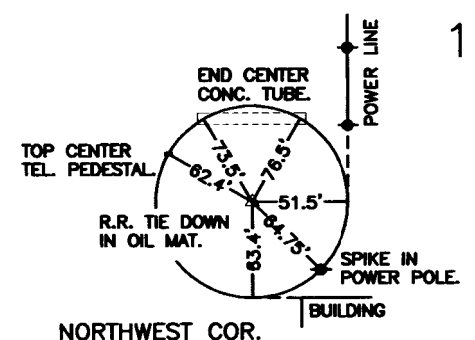 1
POWER LINE
END CENTER
CONC. TUBE.
TOP CENTER
TEL. PEDESTAL.
73.5'
76.5'
62.4'
51.5'
R.R. TIE DOWN
IN OIL MAT.
64.75'
63.4'
SPIKE IN
POWER POLE.
BUILDING
NORTHWEST COR.